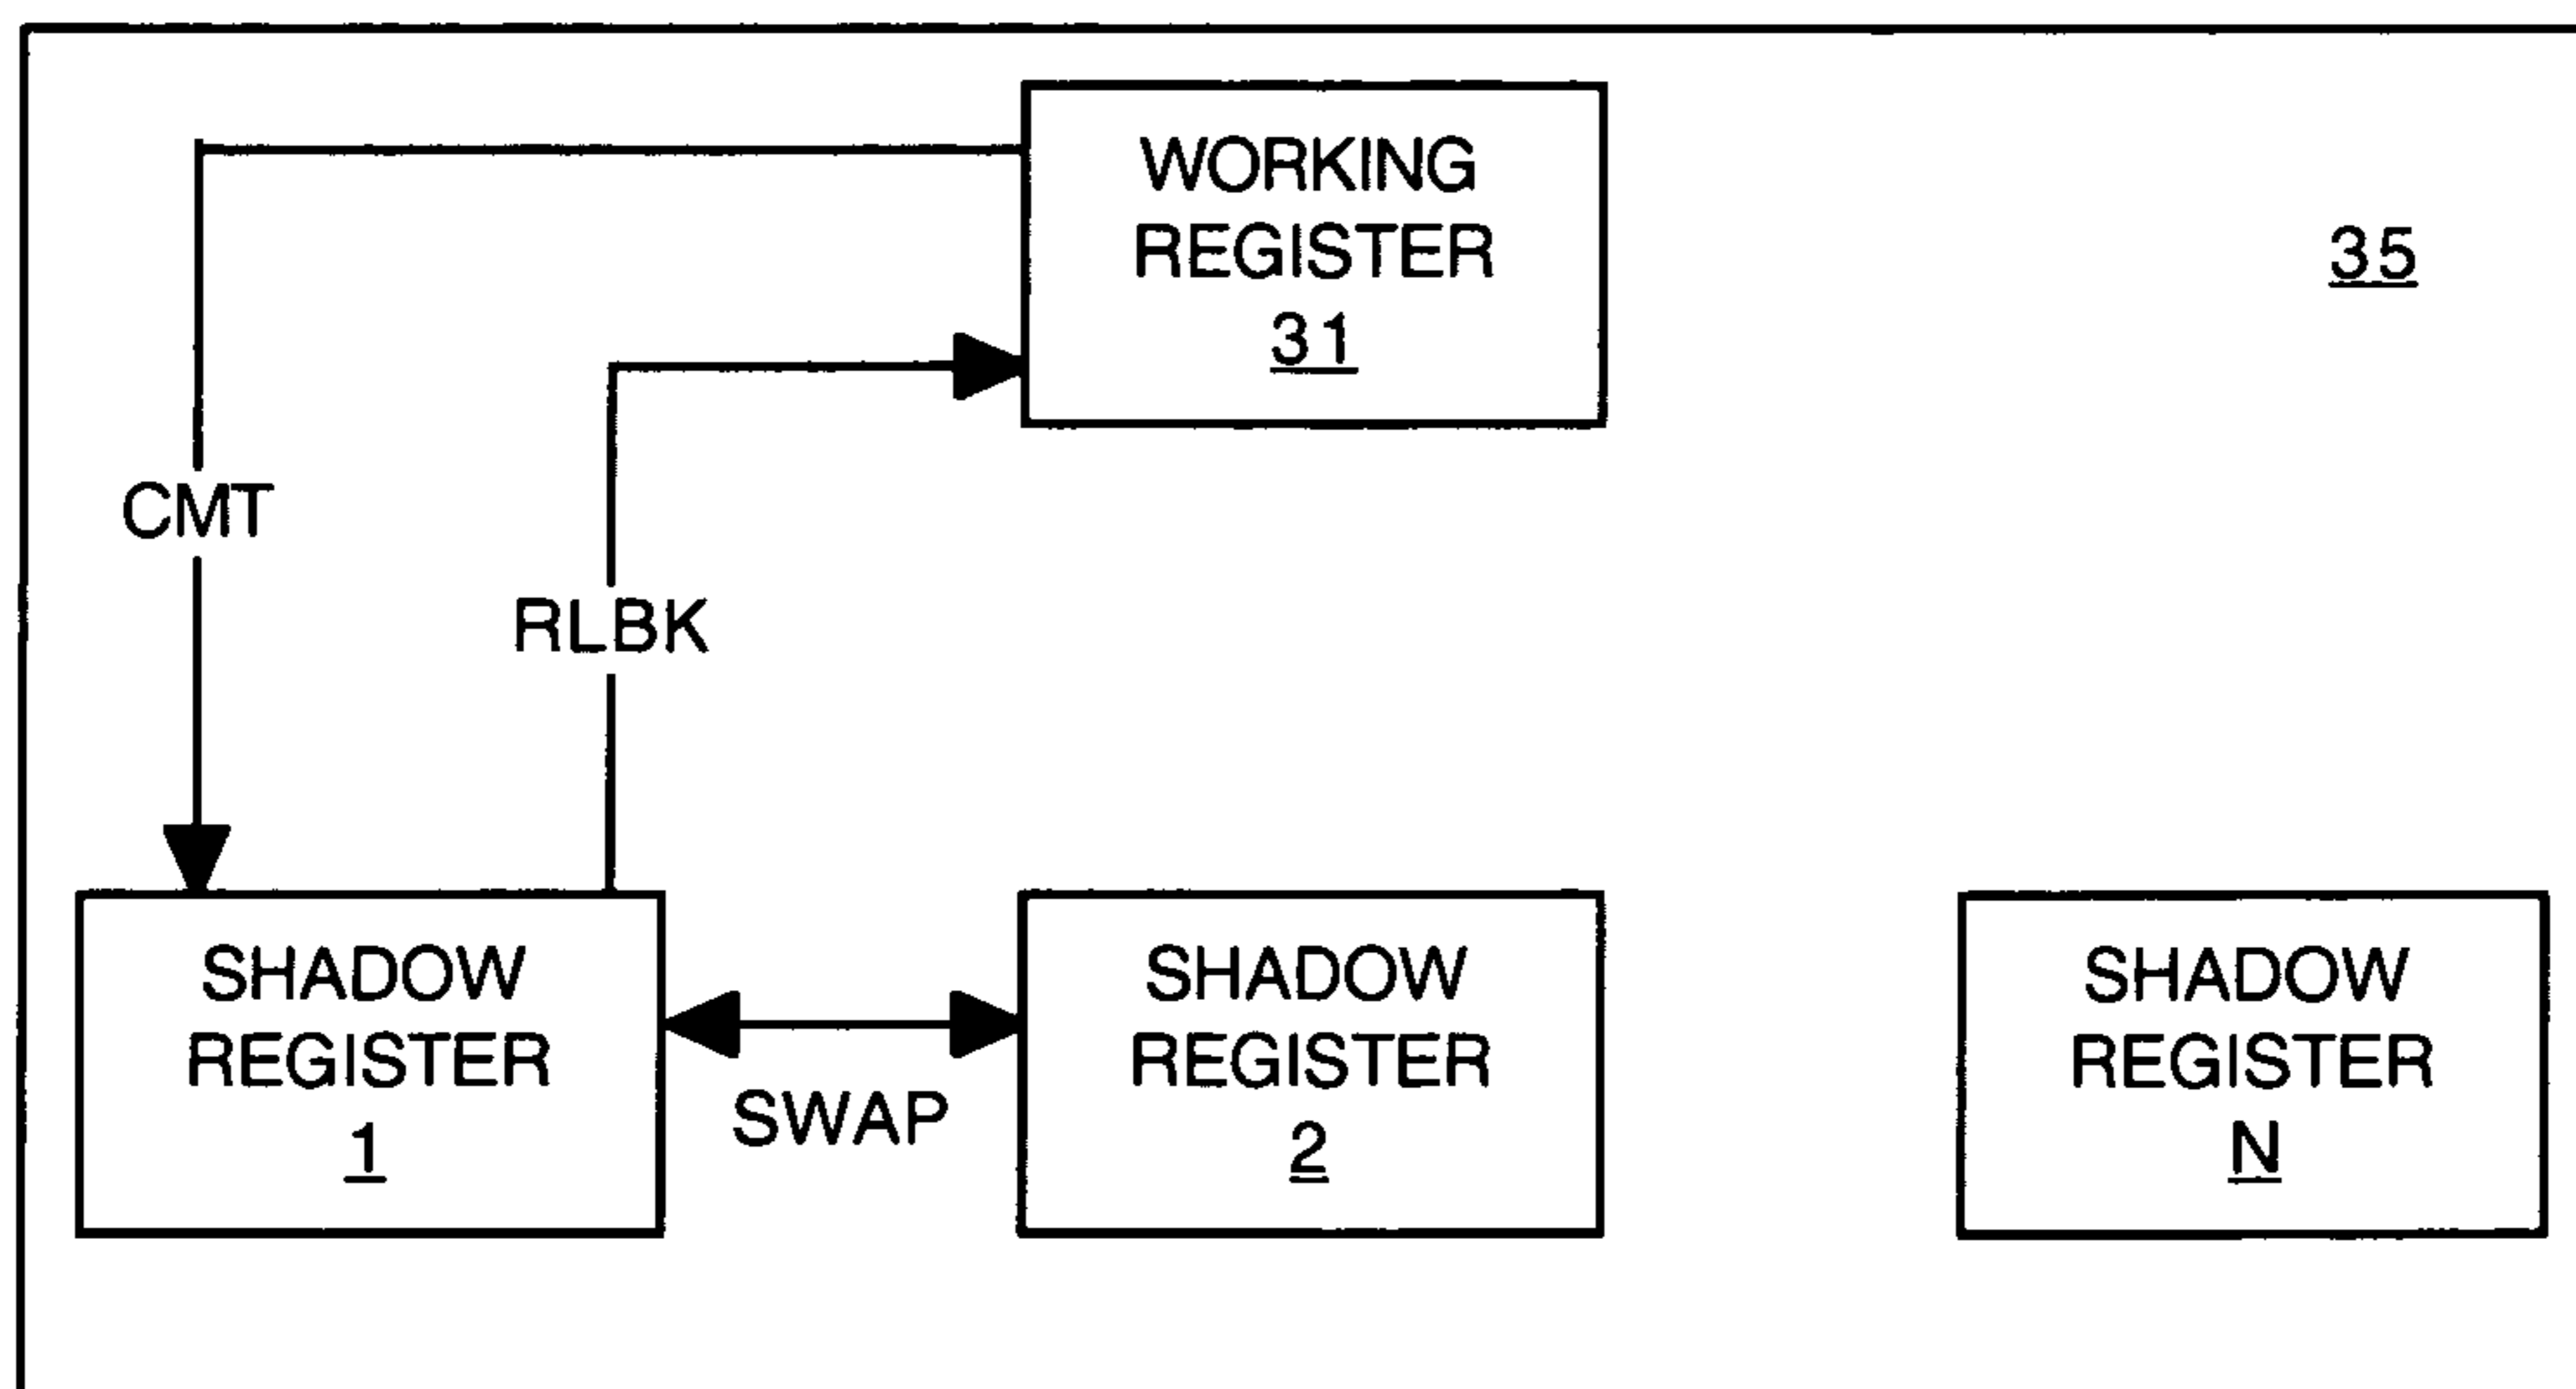 WORKING
REGISTER
31
35
CMT
RLBK
SHADOW
REGISTER
1
SWAP
SHADOW
REGISTER
2
SHADOW
REGISTER
N